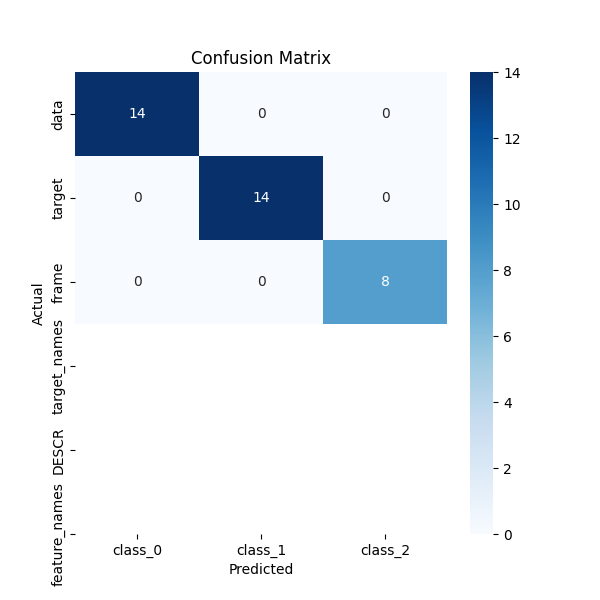 Confusion Matrix
data
14
0
0
target
0
14
0
frame
0
0
8
target_names
DESCR
feature_names
Actual
class_0
class_1
class_2
Predicted
14
12
10
8
6
4
2
0